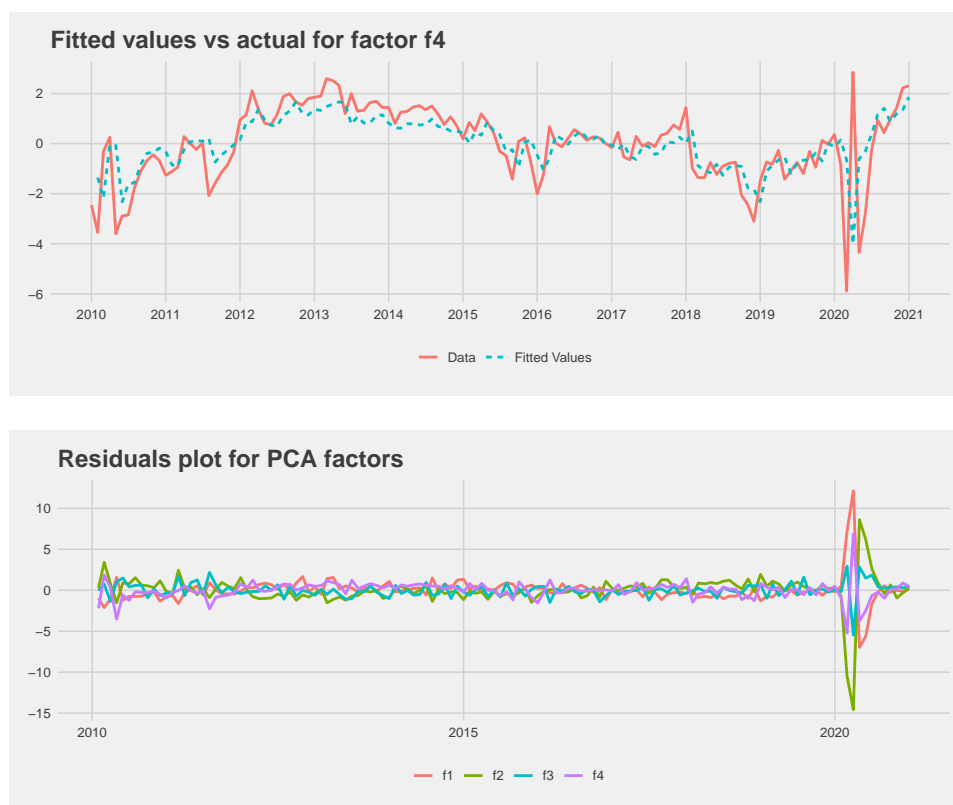 Fitted values vs actual for factor f4
2
0
−2
−4
−6
2010 2011 2012 2013 2014 2015 2016 2017 2018 2019 2020 2021
Data Fitted Values
Residuals plot for PCA factors
10
5
0
−5
−10
−15
2010 2015 2020
f1 f2 f3 f4